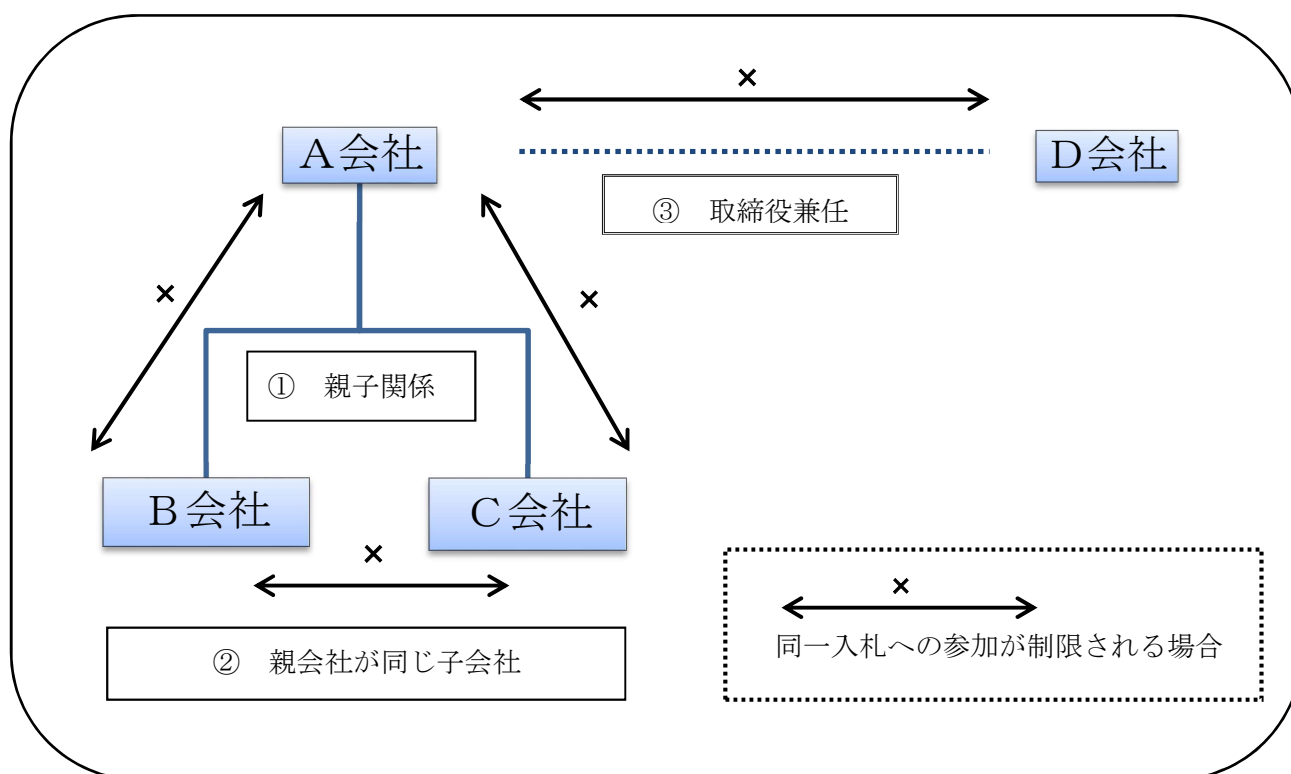 ×
A会社
D会社
③ 取締役兼任
×
×
① 親子関係
B会社
C会社
×
② 親会社が同じ子会社
×
同一入札への参加が制限される場合